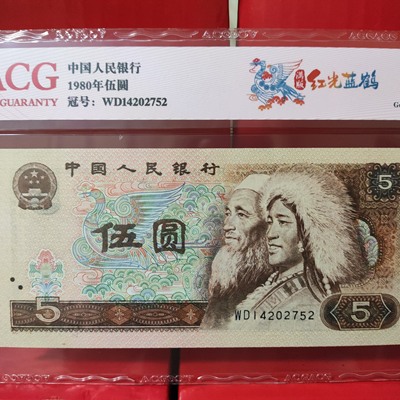 ACG
GUARANTY
中国人民银行
1980年伍圆
冠号：WD14202752
红光蓝鹤
中国人民银行
5
伍圆
5
5
WD14202752